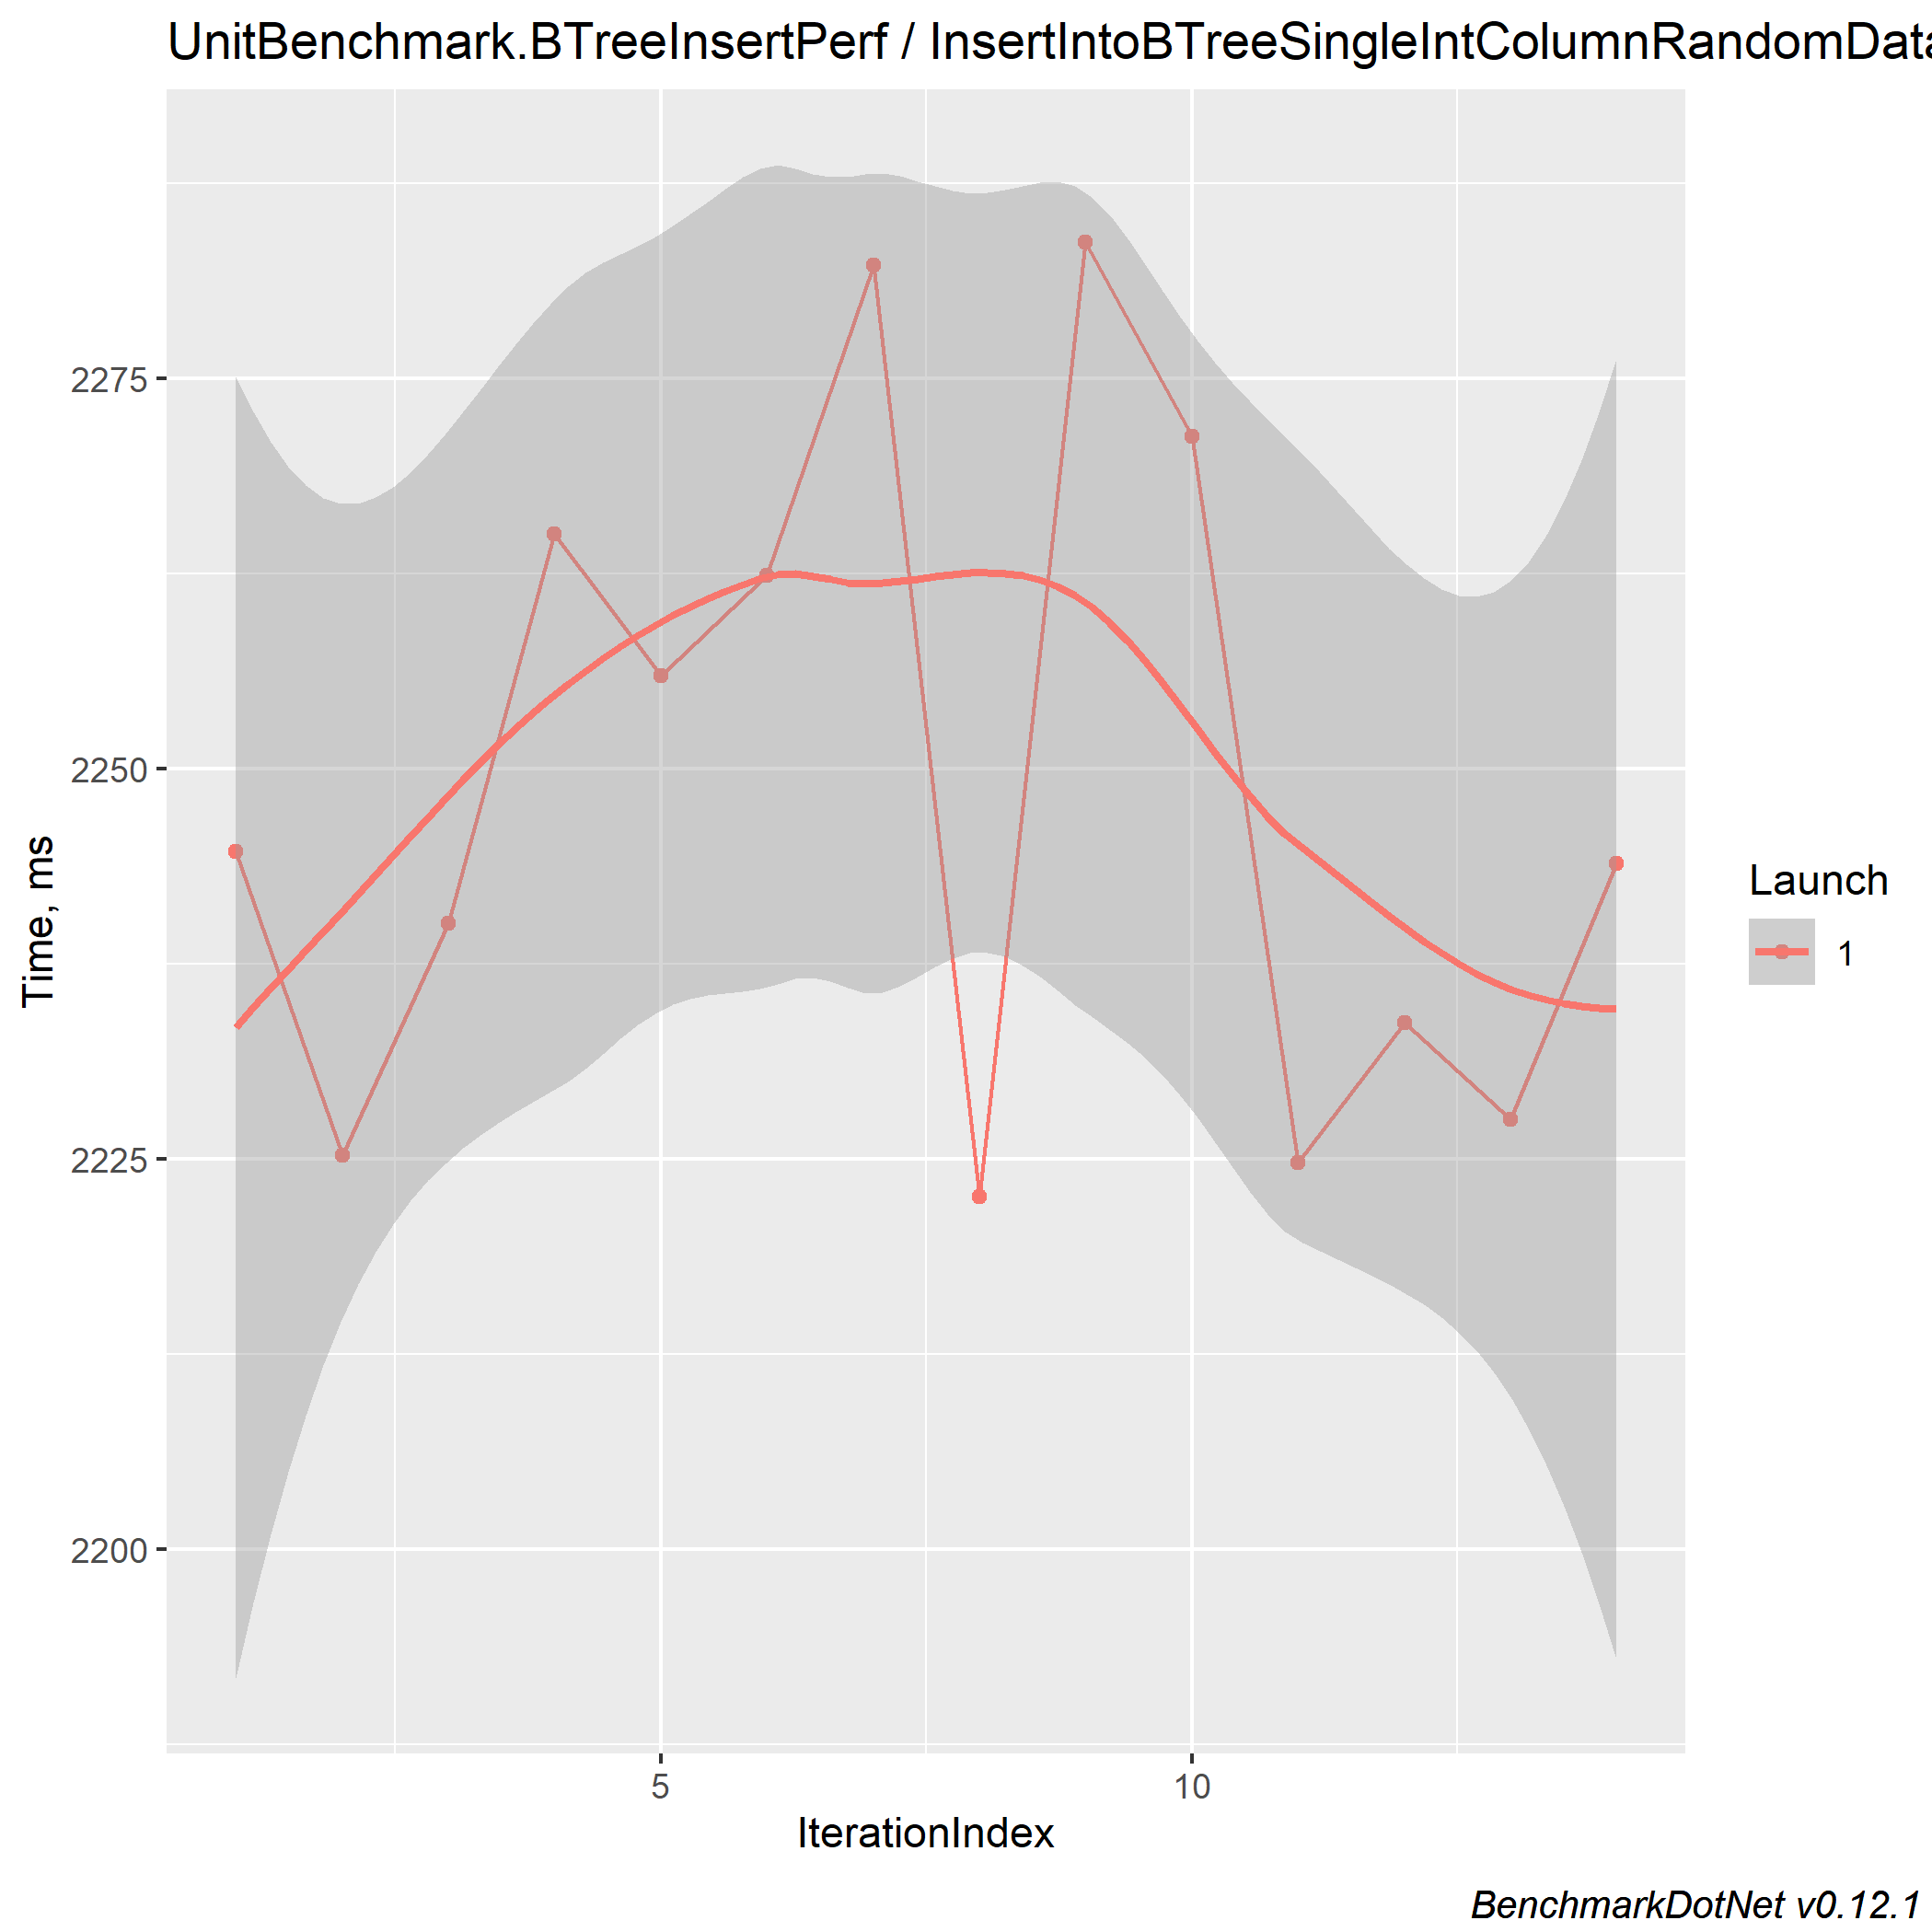 UnitBenchmark.BTreeInsertPerf / InsertIntoBTreeSingleIntColumnRandomData
2275
2250
2225
2200
Time, ms
5
10
IterationIndex
Launch
1
BenchmarkDotNet v0.12.1